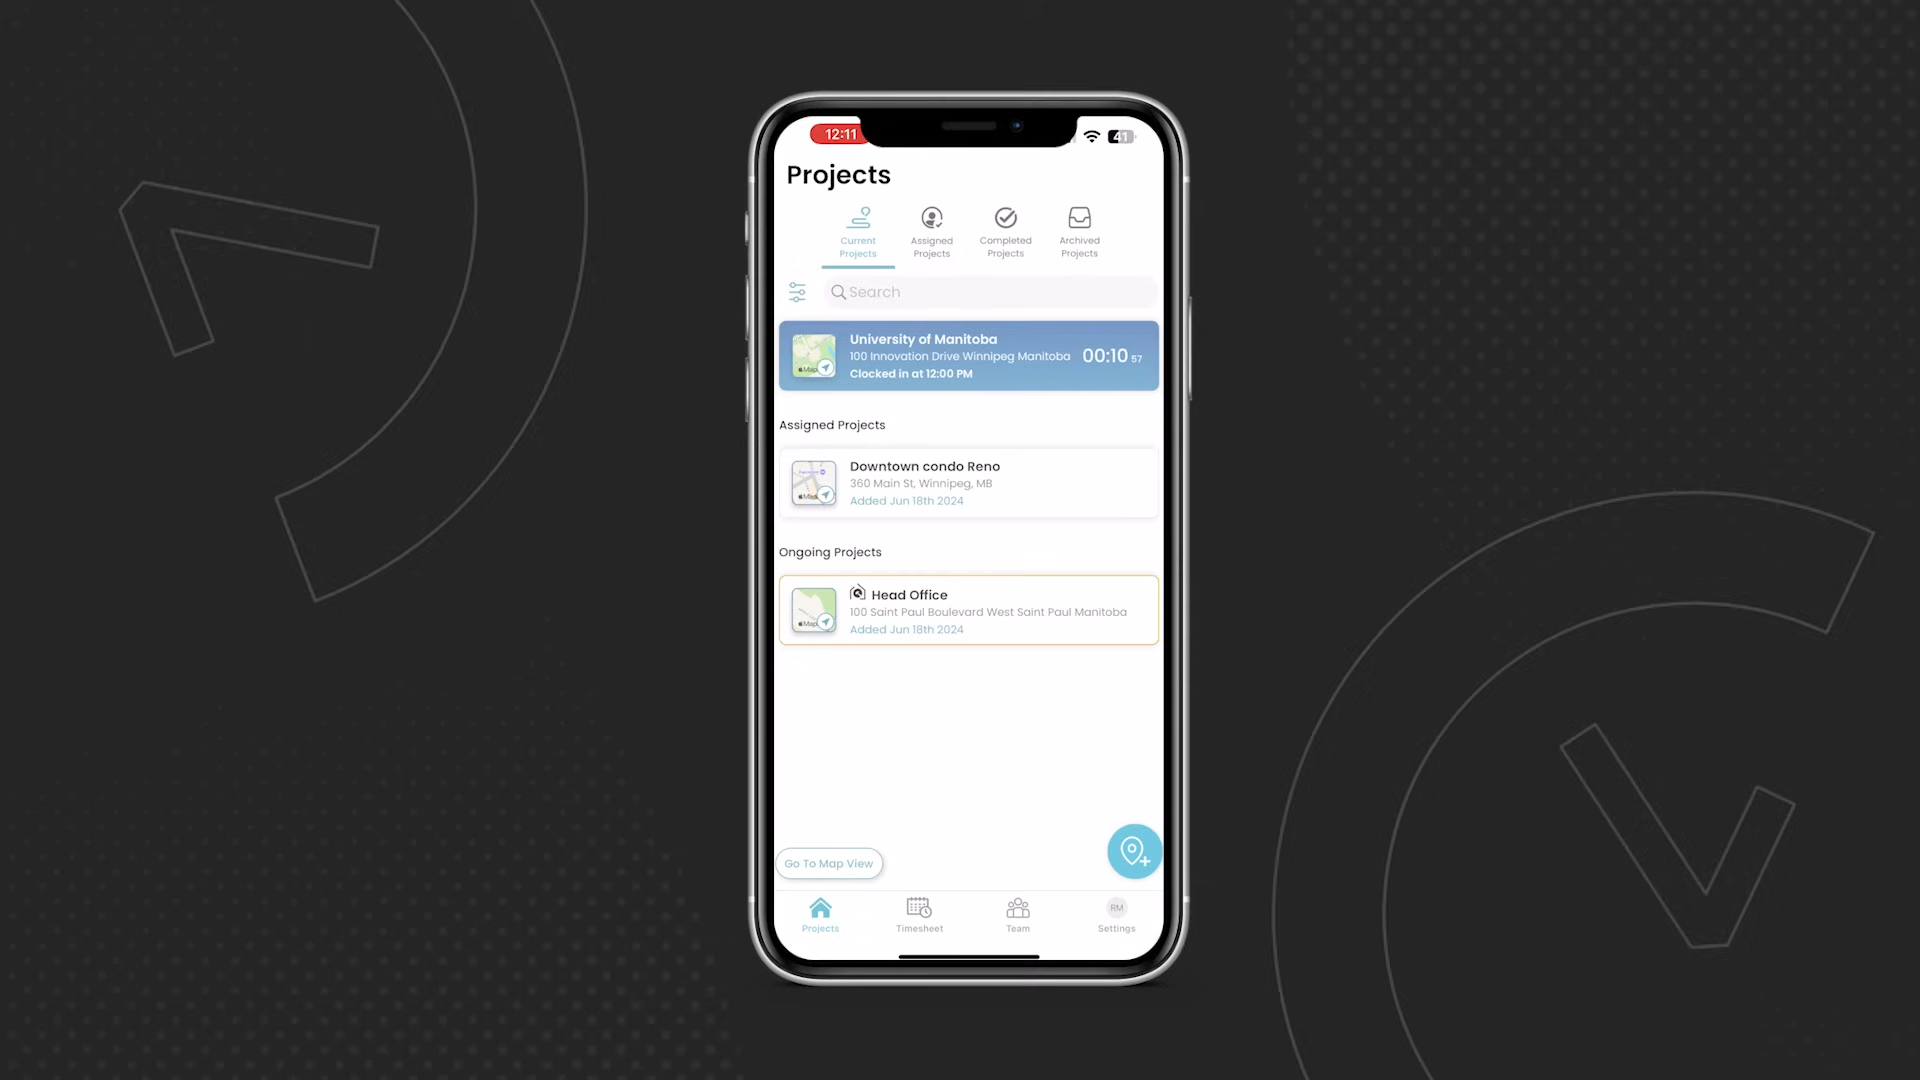 12:11
41
Projects
Current
Projects
Assigned
Projects
Completed
Projects
Archived
Projects
Search
University of Manitoba
100 Innovation Drive Winnipeg Manitoba
Clocked in at 12:00 PM
00:10 57
Assigned Projects
Downtown condo Reno
360 Main St, Winnipeg, MB
Added Jun 18th 2024
Ongoing Projects
Head Office
100 Saint Paul Boulevard West Saint Paul Manitoba
Added Jun 18th 2024
Go To Map View
Projects
Timesheet
Team
RM
Settings